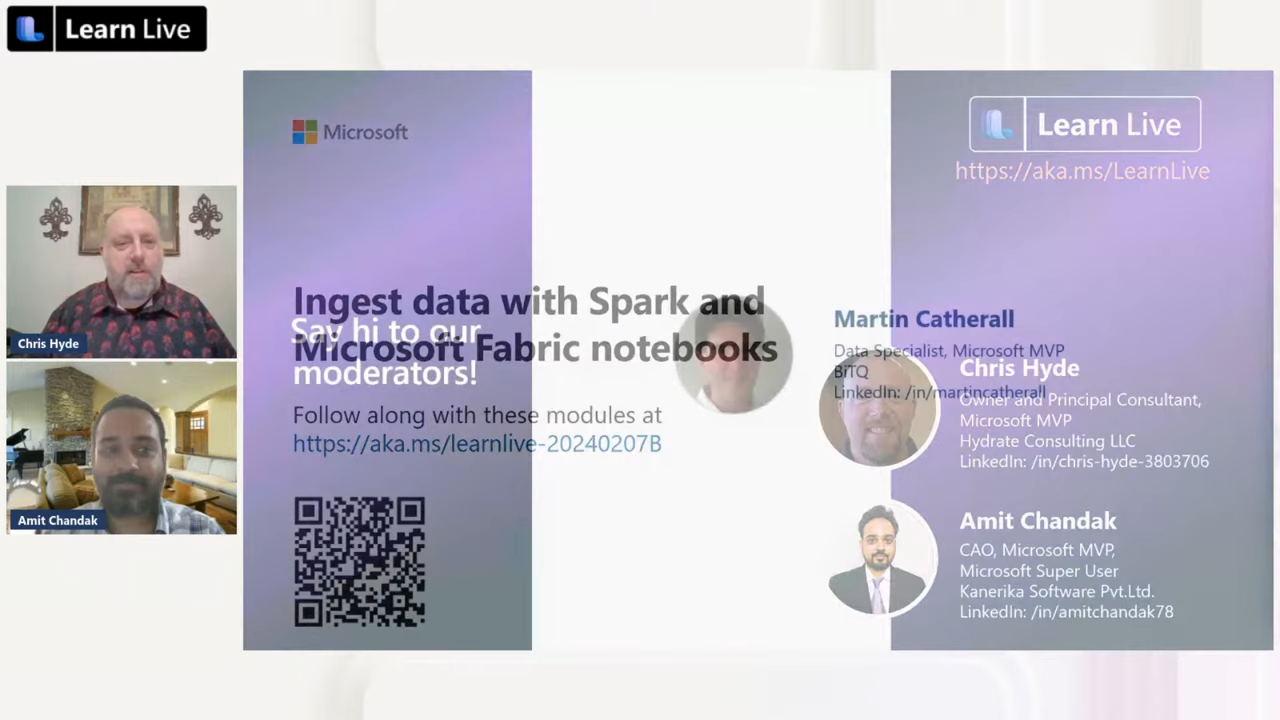 Learn Live
Chris Hyde
Amit Chandak
Microsoft
Ingest data with Spark and
Microsoft Fabric notebooks
Follow along with these modules at
https://aka.ms/learnlive-20240207B
Say hi to our
moderators!
Martin Catherall
Data Specialist, Microsoft MVP
BiTQ
LinkedIn: /in/martincatherall
Learn Live
https://aka.ms/LearnLive
Chris Hyde
Owner and Principal Consultant,
Microsoft MVP
Hydrate Consulting LLC
LinkedIn: /in/chris-hyde-3803706
Amit Chandak
CAO, Microsoft MVP,
Microsoft Super User
Kanerika Software Pvt.Ltd.
LinkedIn: /in/amitchandak78